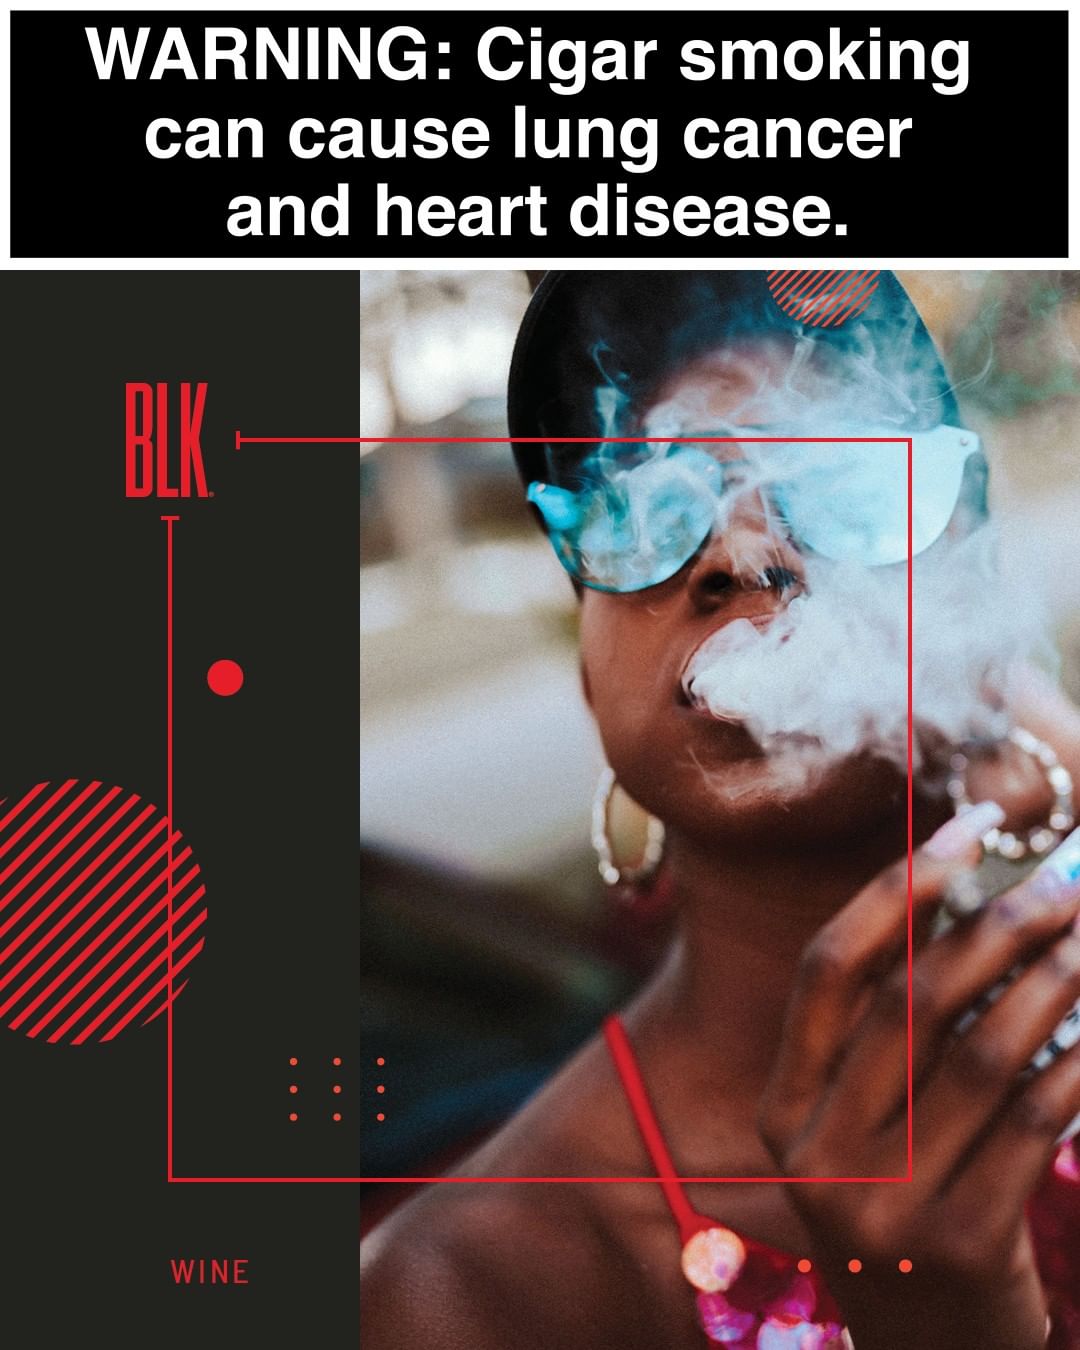 WARNING: Cigar smoking
can cause lung cancer
and heart disease.
BLK
WINE